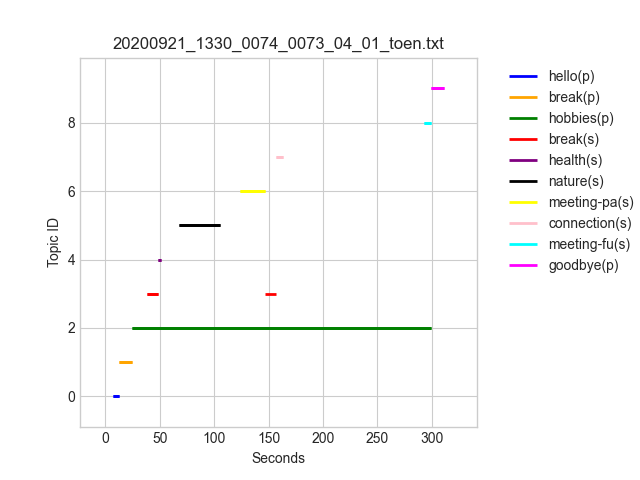 20200921_1330_0074_0073_04_01_toen.txt
hello(p)
break(p)
hobbies(p)
break(s)
health(s)
nature(s)
meeting-pa(s)
connection(s)
meeting-fu(s)
goodbye(p)
Topic ID
8
6
4
2
0
0 50 100 150 200 250 300
Seconds